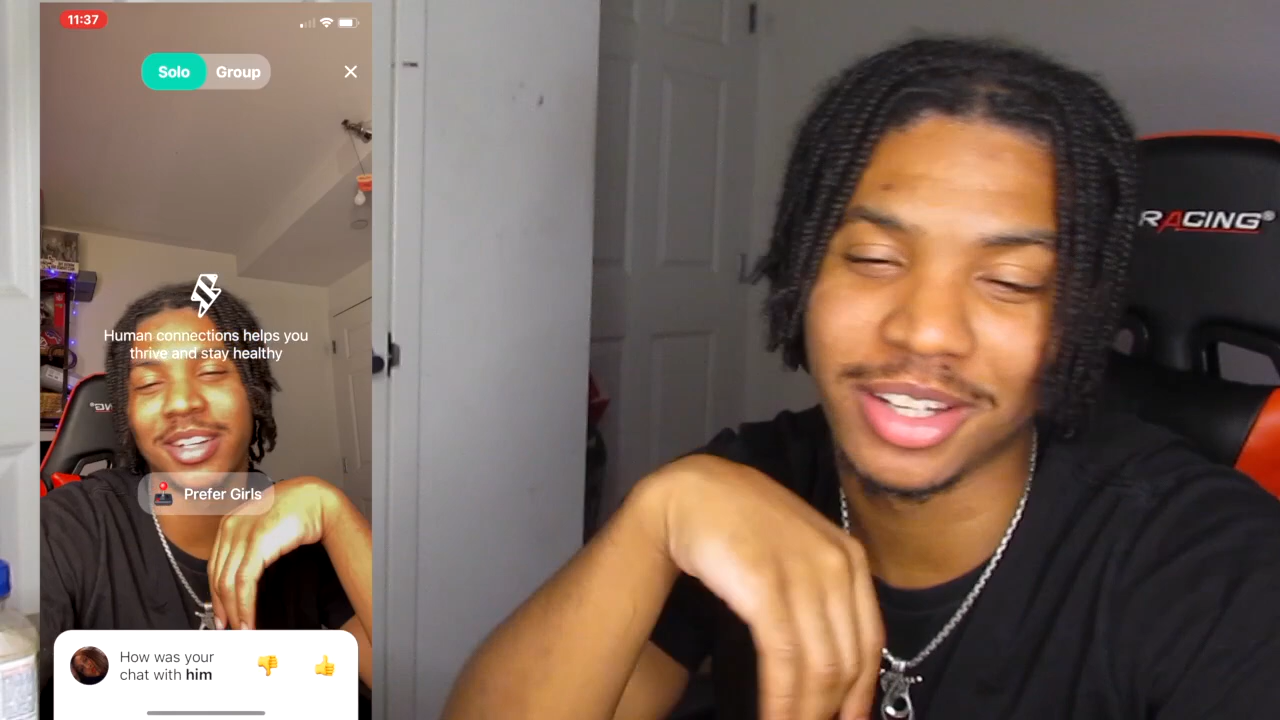 11:37
Solo
Group
Human connections helps you
thrive and stay healthy
Prefer Girls
How was your
chat with him
RACING®